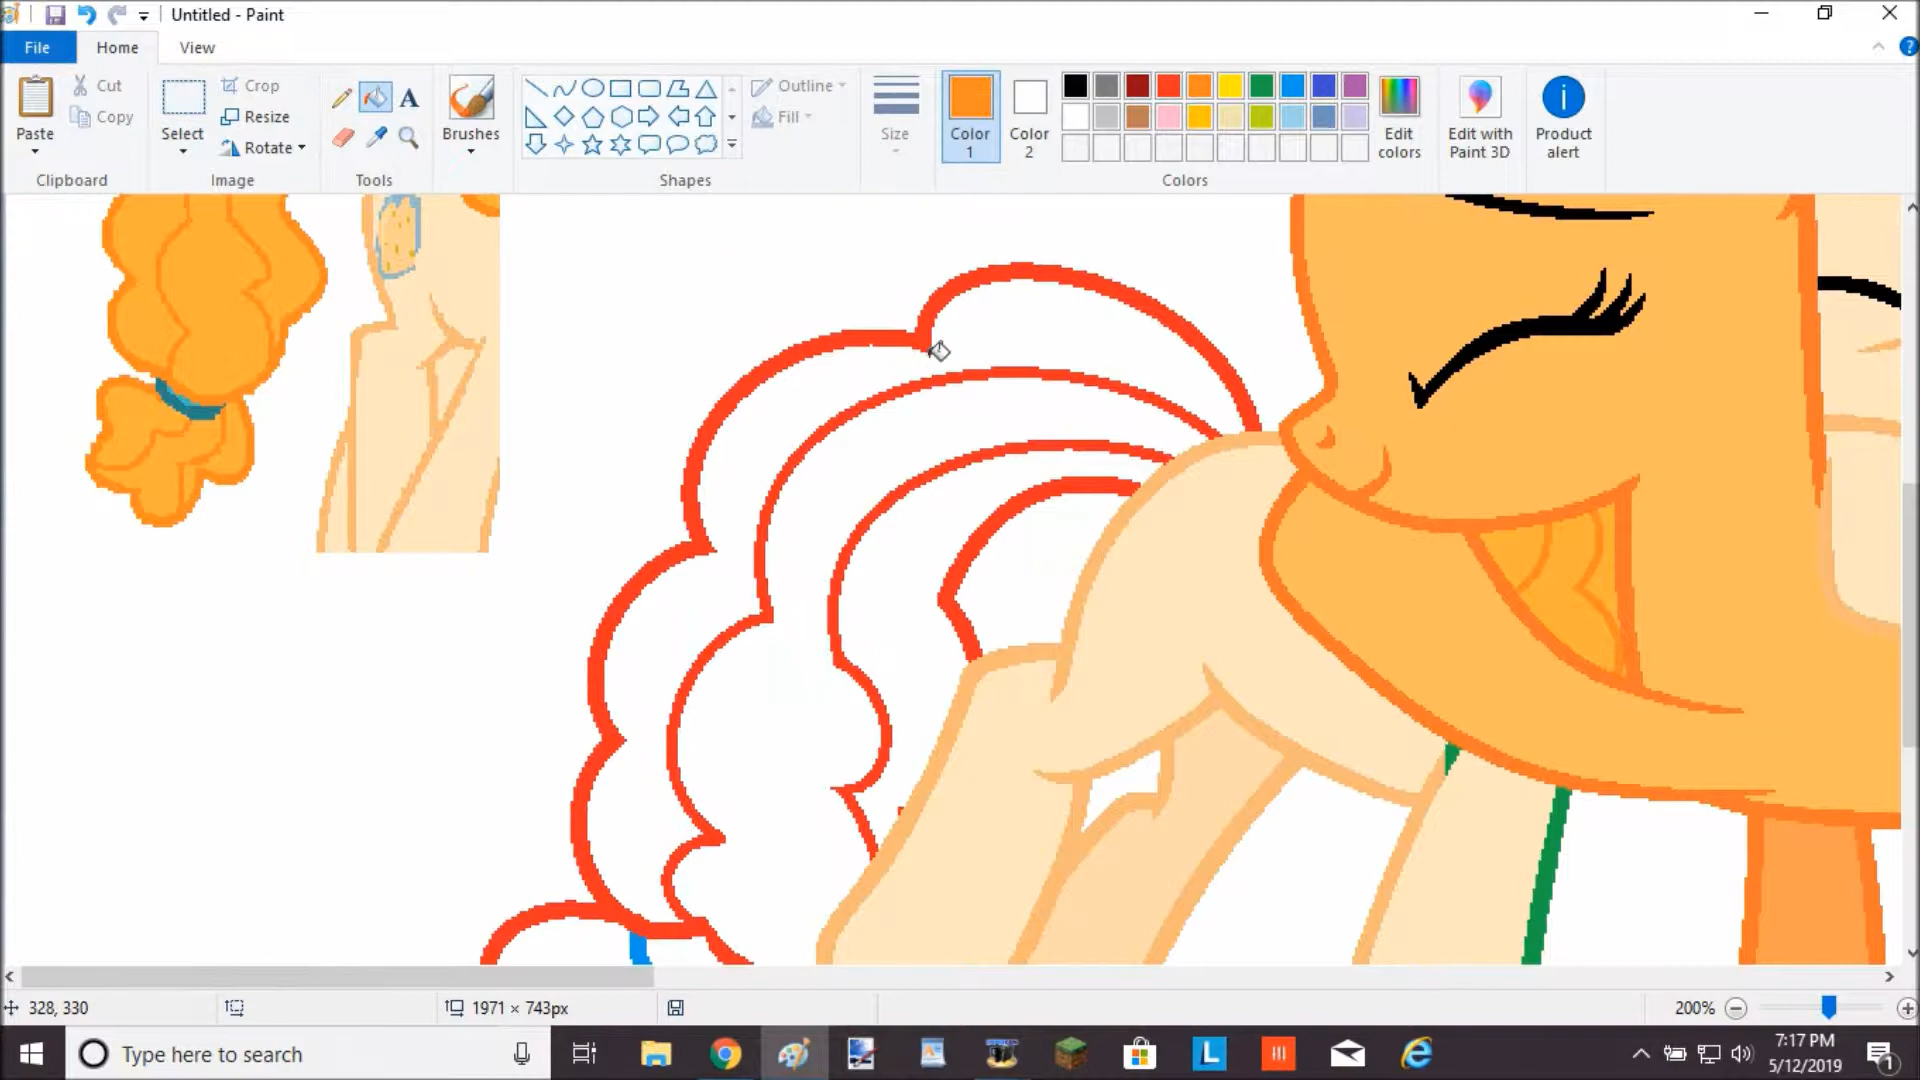 Untitled - Paint
File Home View
Paste
Cut
Copy
Clipboard
Select
Crop
Resize
Rotate
Image
A
Tools
Brushes
Shapes
Outline
Fill
Size
Color 1
Color 2
Edit colors
Colors
Edit with Paint 3D
Product alert
328, 330
1971 × 743px
200%
Type here to search
7:17 PM
5/12/2019